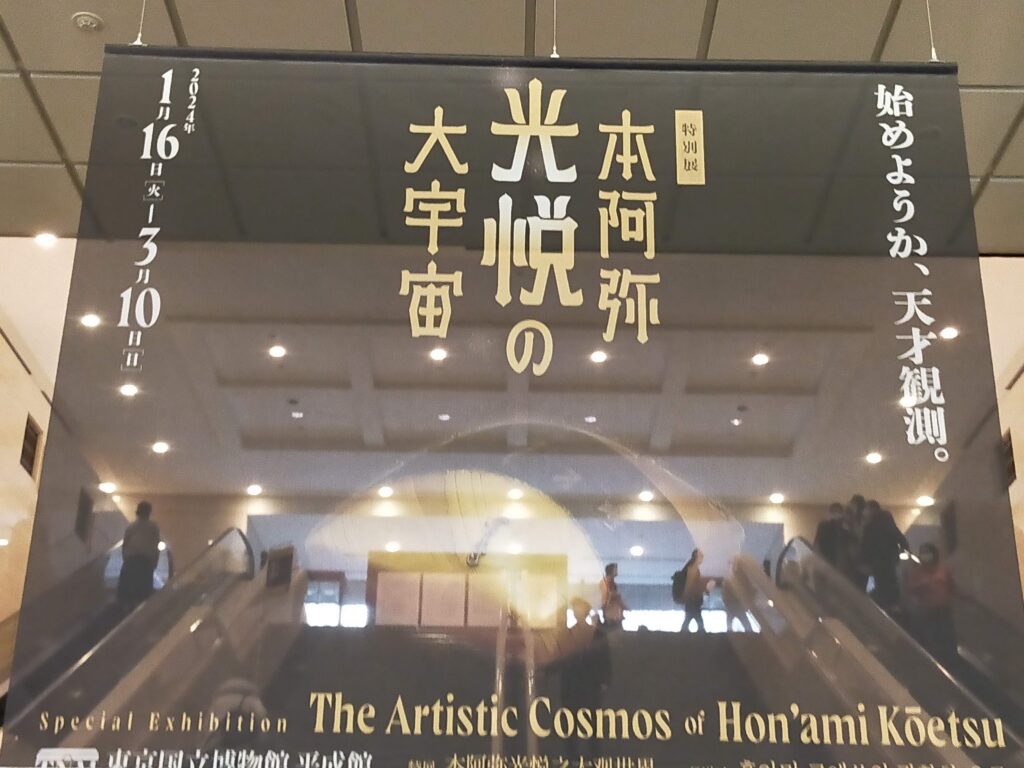 始めようか、天才観測。
特別展
本阿弥
光悦の
大宇宙
2024年
1月16日[火]―3月10日[日]
Special Exhibition The Artistic Cosmos of Hon'ami Kōetsu
東京国立博物館 平成館